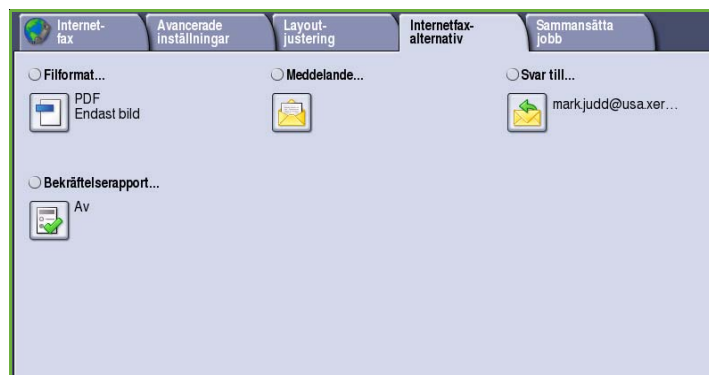 Internet-
fax
Avancerade
inställningar
Layout-
justering
Internetfax-
alternativ
Sammansätta
jobb
Filformat...
PDF
Endast bild
Meddelande...
Svar till...
mark.judd@usa.xer...
Bekräftelserapport...
Av